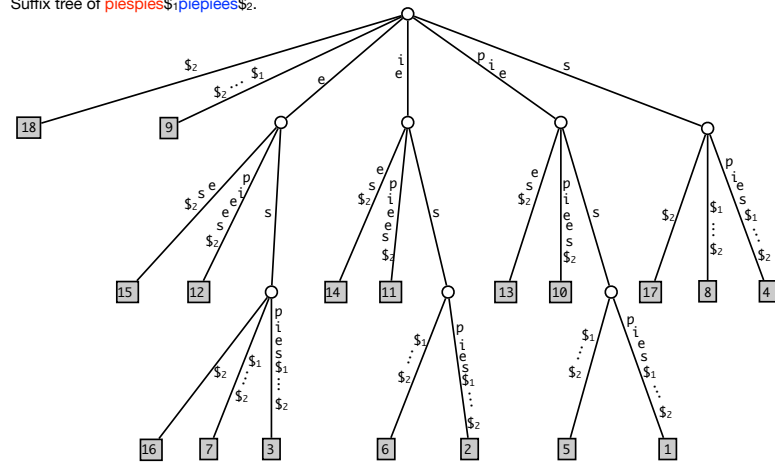 Suffix tree of piespies$₁piepiees$₂.
$₂
$₂ ... $₁
e
i e
p i e
s
18
9
$₂ s e
$₂ s e e i p
s
$₂ s e
p i e e s $₂
s
$₂ s e
p i e e s $₂
s
$₂
$₁ ... $₂
p i e s $₁ ... $₂
15
12
14
11
13
10
17
8
4
$₂
$₂ ... $₁
p i e s $₁ ... $₂
$₂ ... $₁
p i e s $₁ ... $₂
$₂ ... $₁
p i e s $₁ ... $₂
16
7
3
6
2
5
1